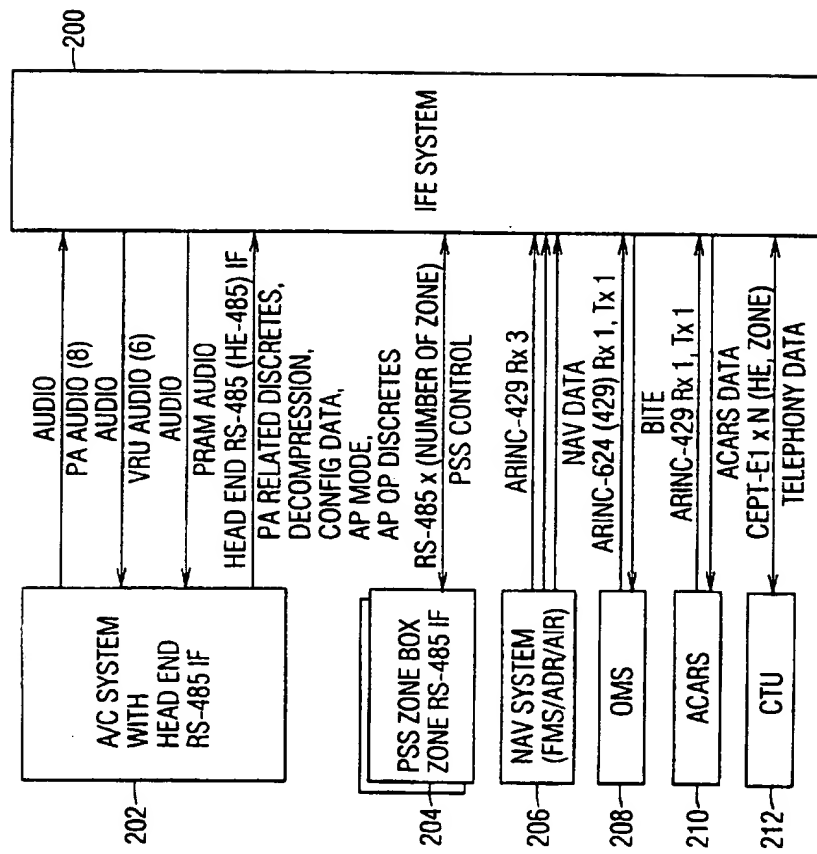 200
IFE SYSTEM
AUDIO
PA AUDIO (8)
AUDIO
VRU AUDIO (6)
AUDIO
PRAM AUDIO
HEAD END RS-485 (HE-485) IF
PA RELATED DISCRETES,
DECOMPRESSION,
CONFIG DATA,
AP MODE,
AP OP DISCRETES
RS-485 x (NUMBER OF ZONE)
PSS CONTROL
ARINC-429 Rx 3
NAV DATA
ARINC-624 (429) Rx 1, Tx 1
BITE
ARINC-429 Rx 1, Tx 1
ACARS DATA
CEPT-E1 x N (HE, ZONE)
TELEPHONY DATA
A/C SYSTEM
WITH
HEAD END
RS-485 IF
202
PSS ZONE BOX
ZONE RS-485 IF
204
NAV SYSTEM
(FMS/ADR/AIR)
206
OMS
208
ACARS
210
CTU
212